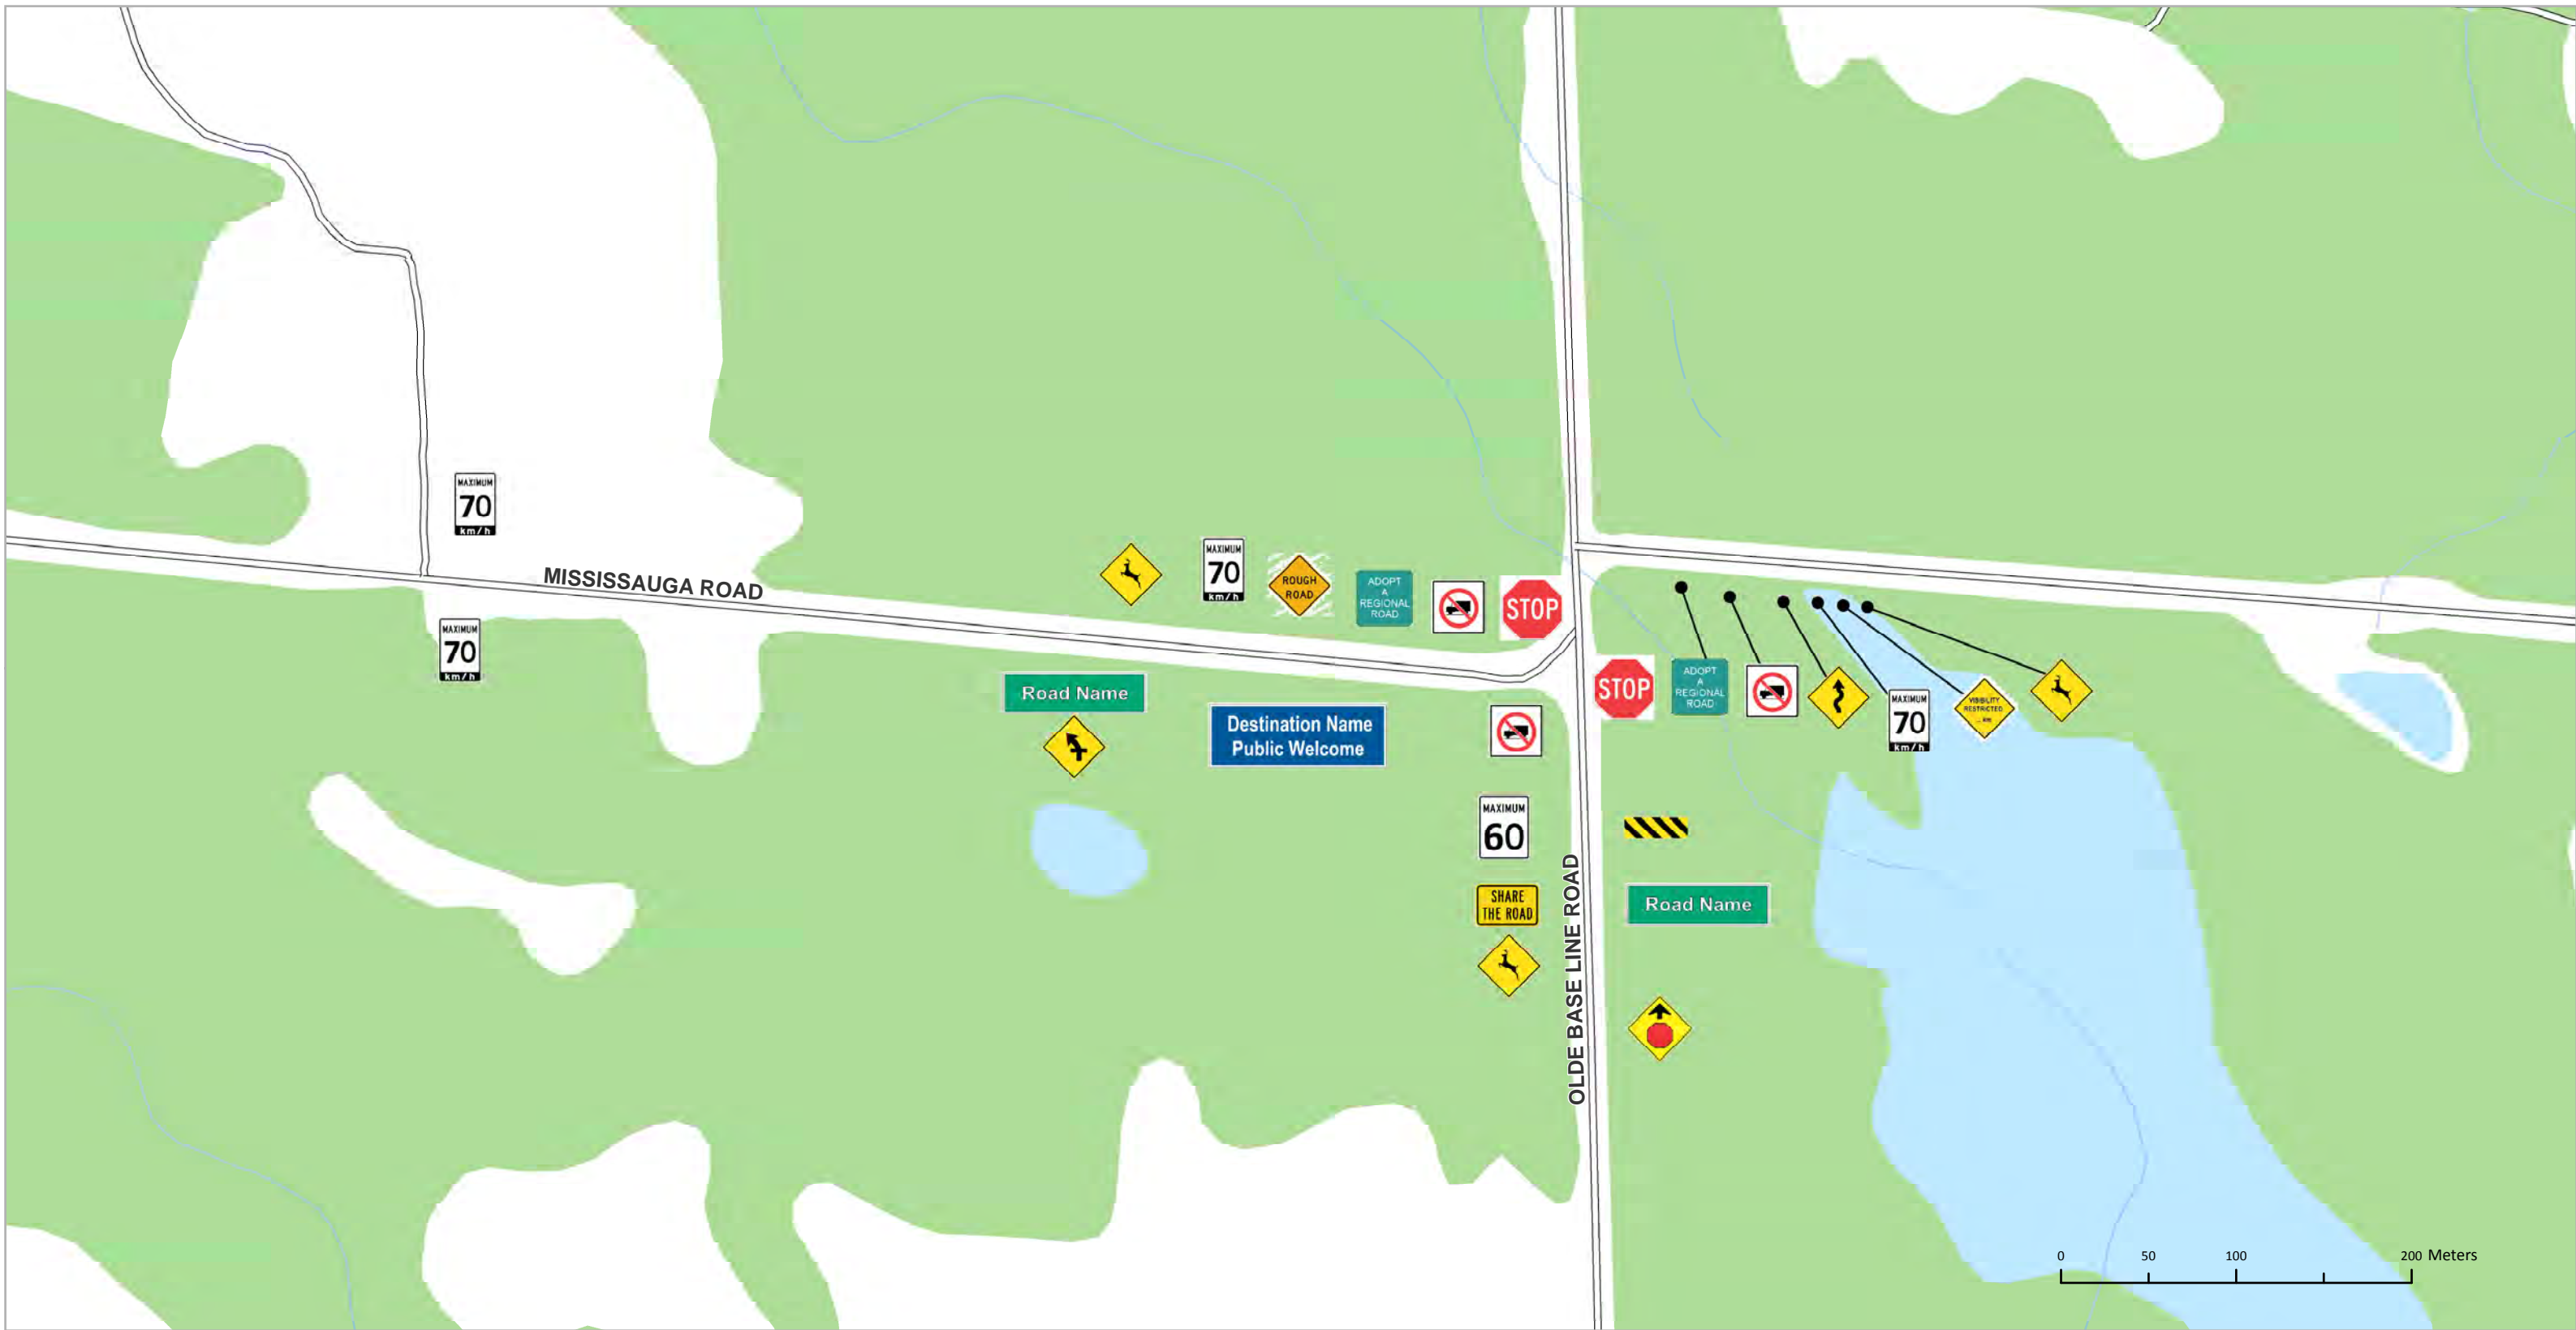 MAXIMUM
70
km/h
MISSISSAUGA ROAD
MAXIMUM
70
km/h
MAXIMUM
70
km/h
ROUGH
ROAD
ADOPT
A
REGIONAL
ROAD
STOP
Road Name
Destination Name
Public Welcome
STOP
ADOPT
A
REGIONAL
ROAD
MAXIMUM
70
km/h
VISIBILITY
RESTRICTED
MAXIMUM
60
SHARE
THE ROAD
OLDE BASE LINE ROAD
Road Name
0 50 100 200 Meters